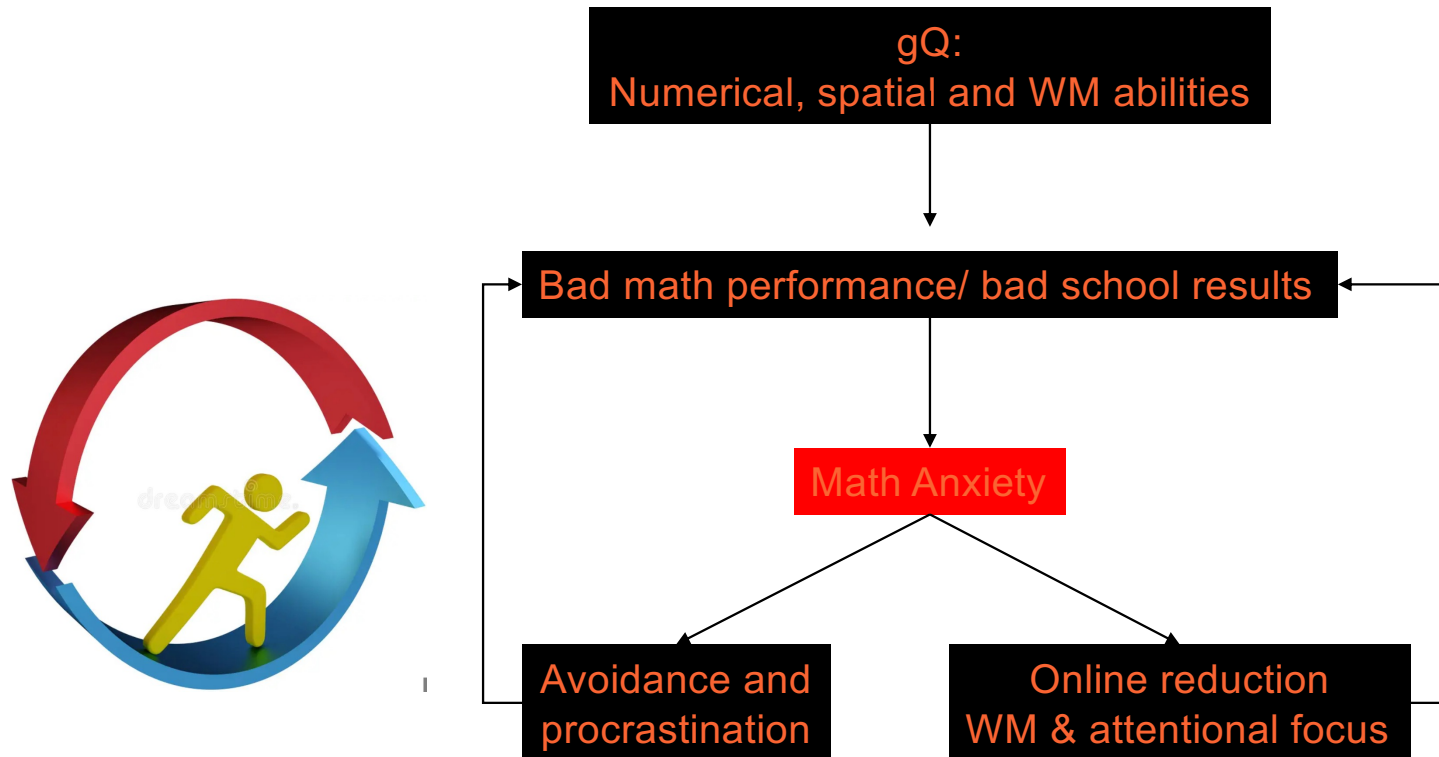 gQ:
Numerical, spatial and WM abilities
Bad math performance/ bad school results
Math Anxiety
dreamstime.
Avoidance and
procrastination
Online reduction
WM & attentional focus